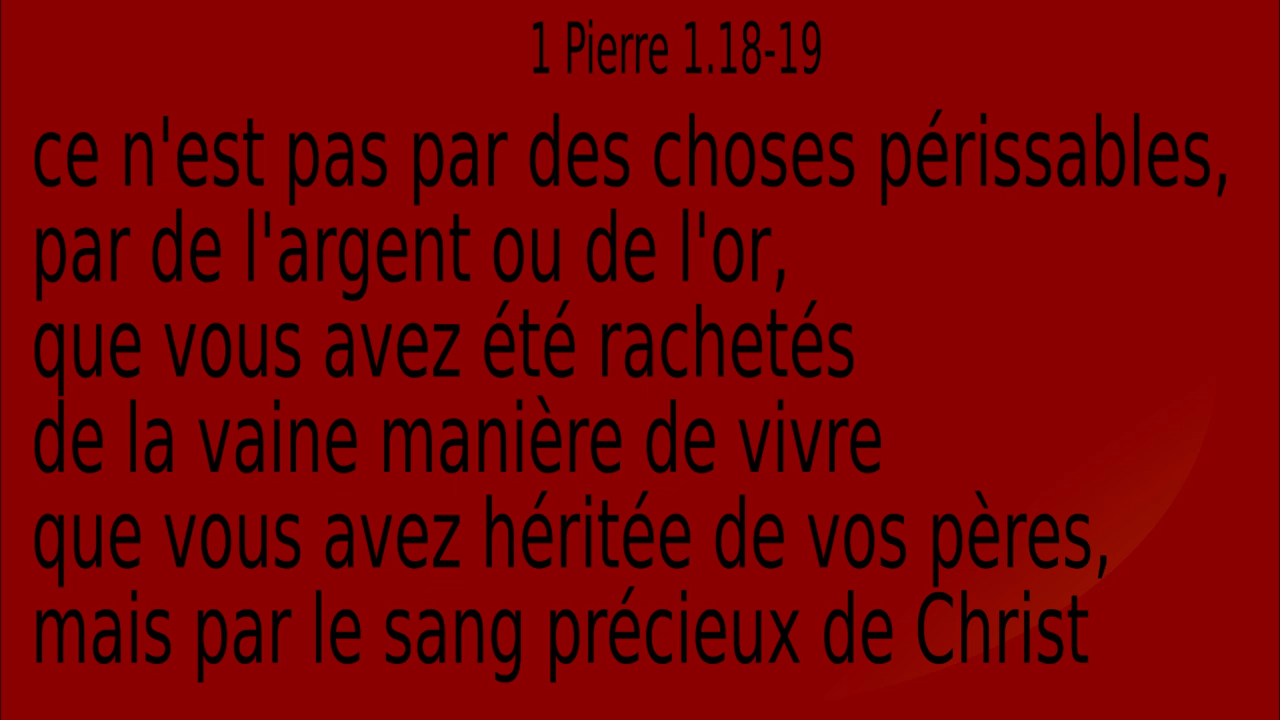 1 Pierre 1.18-19
ce n'est pas par des choses périssables,
par de l'argent ou de l'or,
que vous avez été rachetés
de la vaine manière de vivre
que vous avez héritée de vos pères,
mais par le sang précieux de Christ